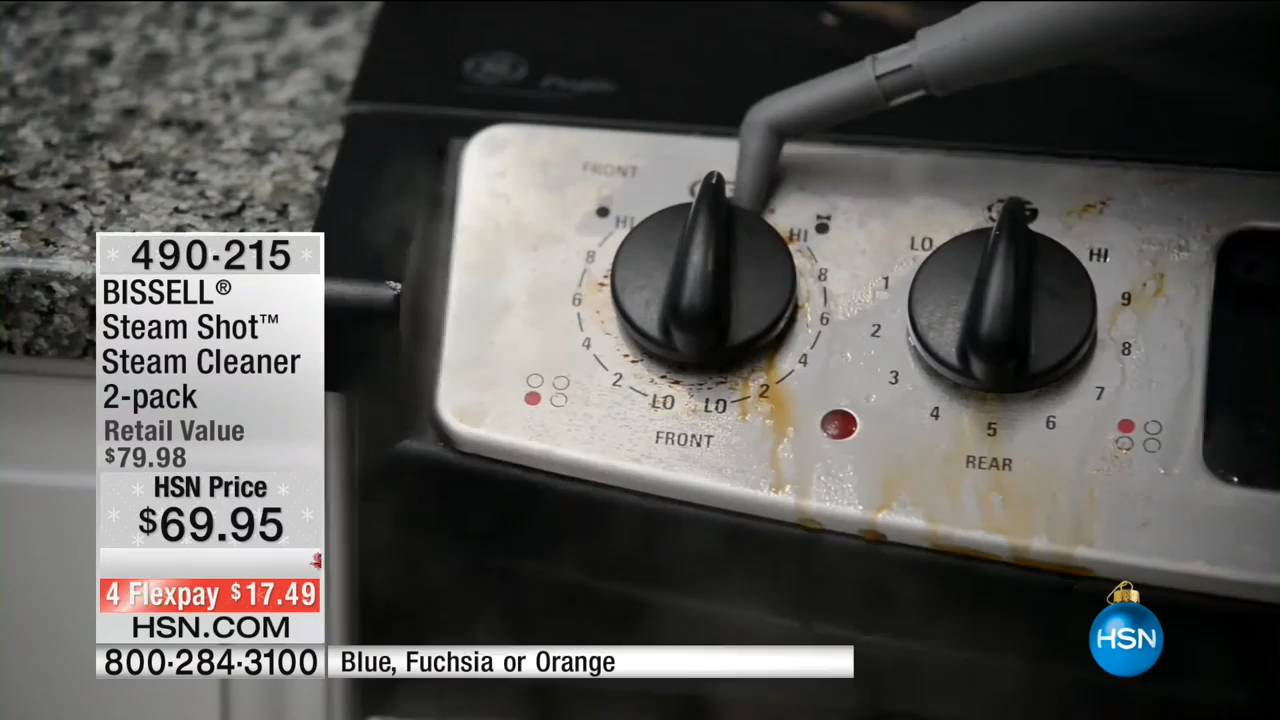 490·215
BISSELL®
Steam Shot™
Steam Cleaner
2-pack
Retail Value
$79.98
HSN Price
$69.95
4 Flexpay $17.49
HSN.COM
800·284·3100
Blue, Fuchsia or Orange
HSN
FRONT
HI
8
6
4
2
LO
HI
8
6
4
2
LO
FRONT
LO
1
2
3
4
5
6
7
8
9
HI
REAR